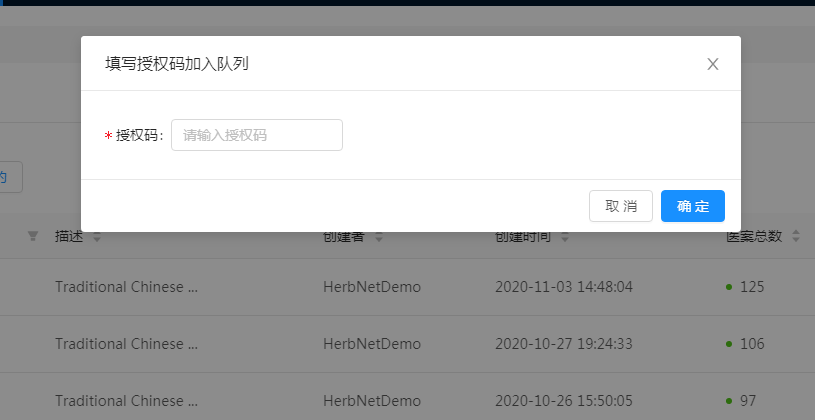 填写授权码加入队列
* 授权码: 请输入授权码
的
取 消 确 定
描述 创建者 创建时间 医案总数
Traditional Chinese ... HerbNetDemo 2020-11-03 14:48:04 125
Traditional Chinese ... HerbNetDemo 2020-10-27 19:24:33 106
Traditional Chinese ... HerbNetDemo 2020-10-26 15:50:05 97